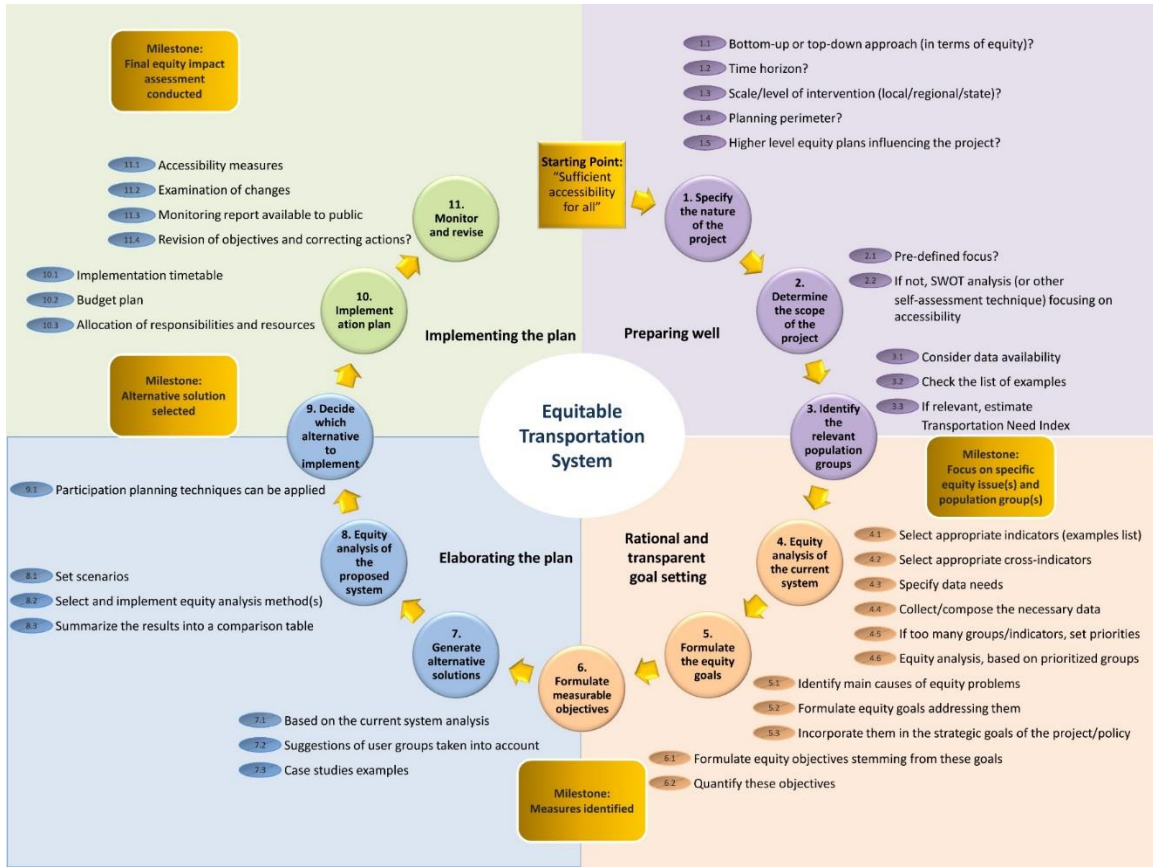 Milestone:
Final equity impact
assessment
conducted
1.1 Bottom-up or top-down approach (in terms of equity)?
1.2 Time horizon?
1.3 Scale/level of intervention (local/regional/state)?
1.4 Planning perimeter?
1.5 Higher level equity plans influencing the project?
Starting Point:
“Sufficient
accessibility
for all”
1. Specify
the nature
of the
project
2.
Determine
the scope
of the
project
2.1 Pre-defined focus?
2.2 If not, SWOT analysis (or other
self-assessment technique) focusing on
accessibility
Preparing well
3. Identify
the
relevant
population
groups
3.1 Consider data availability
3.2 Check the list of examples
3.3 If relevant, estimate
Transportation Need Index
Milestone:
Focus on specific
equity issue(s) and
population group(s)
Equitable
Transportation
System
Rational and
transparent
goal setting
4. Equity
analysis of
the current
system
4.1 Select appropriate indicators (examples list)
4.2 Select appropriate cross-indicators
4.3 Specify data needs
4.4 Collect/compose the necessary data
4.5 If too many groups/indicators, set priorities
4.6 Equity analysis, based on prioritized groups
5.
Formulate
the equity
goals
5.1 Identify main causes of equity problems
5.2 Formulate equity goals addressing them
5.3 Incorporate them in the strategic goals of the project/policy
6.
Formulate
measurable
objectives
6.1 Formulate equity objectives stemming from these goals
6.2 Quantify these objectives
Milestone:
Measures identified
7.
Generate
alternative
solutions
7.1 Based on the current system analysis
7.2 Suggestions of user groups taken into account
7.3 Case studies examples
Elaborating the plan
8. Equity
analysis of
the
proposed
system
8.1 Set scenarios
8.2 Select and implement equity analysis method(s)
8.3 Summarize the results into a comparison table
9. Decide
which
alternative
to
implement
9.1 Participation planning techniques can be applied
Milestone:
Alternative solution
selected
Implementing the plan
10.
Implement
ation plan
10.1 Implementation timetable
10.2 Budget plan
10.3 Allocation of responsibilities and resources
11.
Monitor
and revise
11.1 Accessibility measures
11.2 Examination of changes
11.3 Monitoring report available to public
11.4 Revision of objectives and correcting actions?